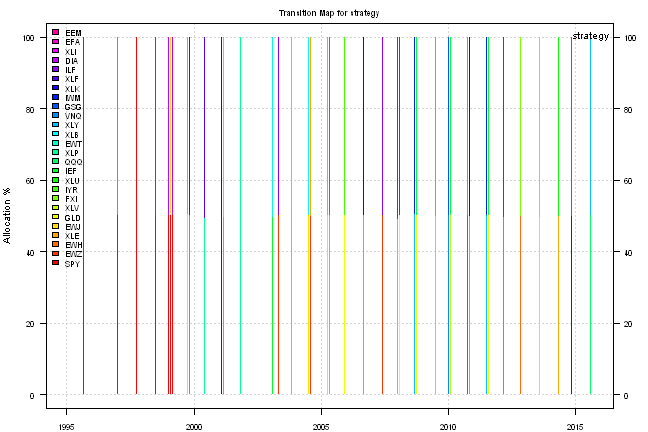 Transition Map for strategy
strategy
Allocation %
100
80
60
40
20
0
100
80
60
40
20
0
EEM
EFA
XLI
DIA
ILF
XLF
XLK
IWM
GSG
VNQ
XLY
XLB
EWT
XLP
QQQ
IEF
XLU
IYR
FXI
XLV
GLD
EWJ
XLE
EWH
EWZ
SPY
1995
2000
2005
2010
2015